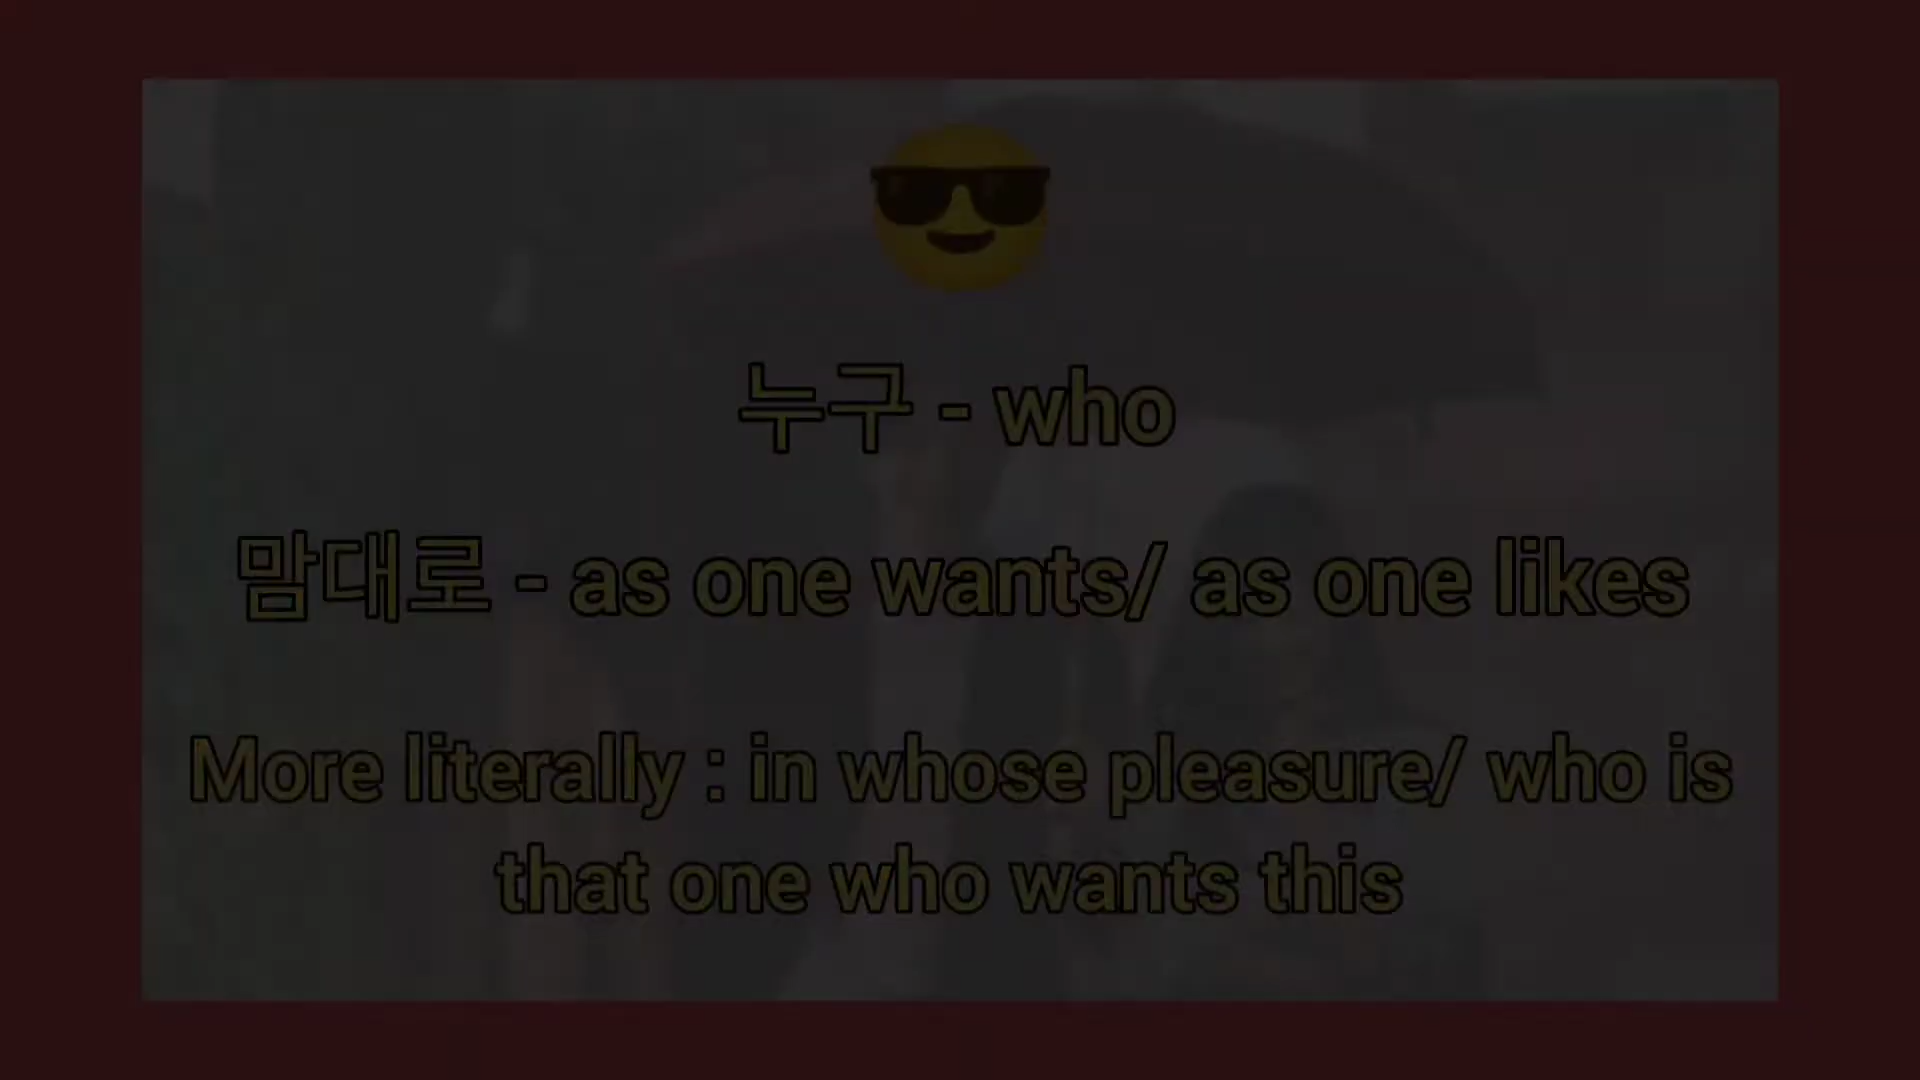 누구 - who
맘대로 - as one wants/ as one likes
More literally : in whose pleasure/ who is
that one who wants this